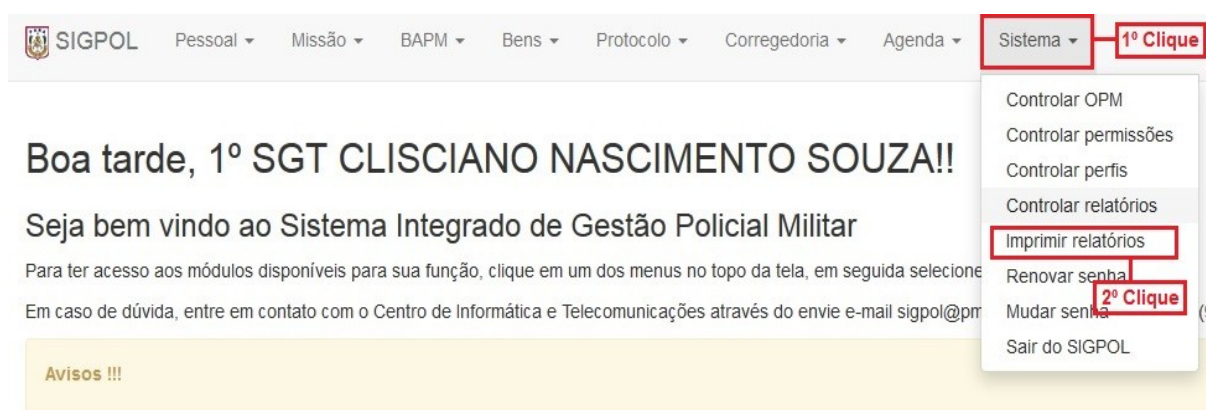 SIGPOL Pessoal Missão BAPM Bens Protocolo Corregedoria Agenda Sistema 1º Clique
Controlar OPM
Controlar permissões
Controlar perfis
Controlar relatórios
Imprimir relatórios
Renovar senha
2º Clique
Mudar senha
Sair do SIGPOL
Boa tarde, 1º SGT CLISCIANO NASCIMENTO SOUZA!!
Seja bem vindo ao Sistema Integrado de Gestão Policial Militar
Para ter acesso aos módulos disponíveis para sua função, clique em um dos menus no topo da tela, em seguida selecione
Em caso de dúvida, entre em contato com o Centro de Informática e Telecomunicações através do envie e-mail sigpol@pm
Avisos !!!